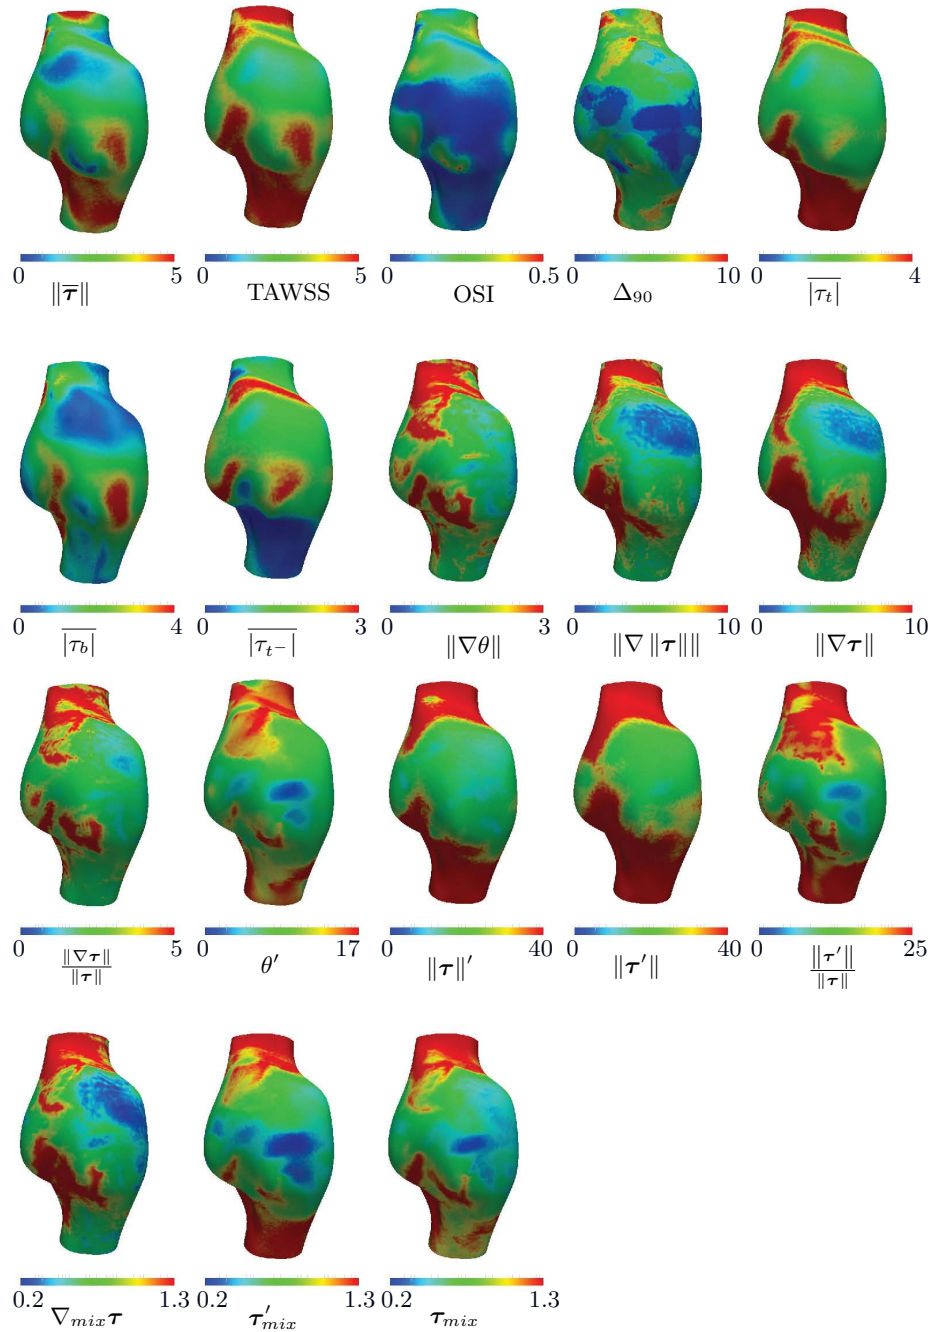 0 5 0 5 0 0.5 0 10 0 4
‖τ̅‖ TAWSS OSI Δ₉₀ |τₜ|̅
0 4 0 3 0 3 0 10 0 10
|τ_b|̅ |τ_{t⁻}|̅ ‖∇θ‖ ‖∇ ‖τ‖‖ ‖∇τ‖
0 5 0 17 0 40 0 40 0 25
‖∇τ‖/‖τ‖ θ′ ‖τ‖′ ‖τ′‖ ‖τ′‖/‖τ‖
0.2 1.3 0.2 1.3 0.2 1.3
∇_{mix}τ τ′_{mix} τ_{mix}